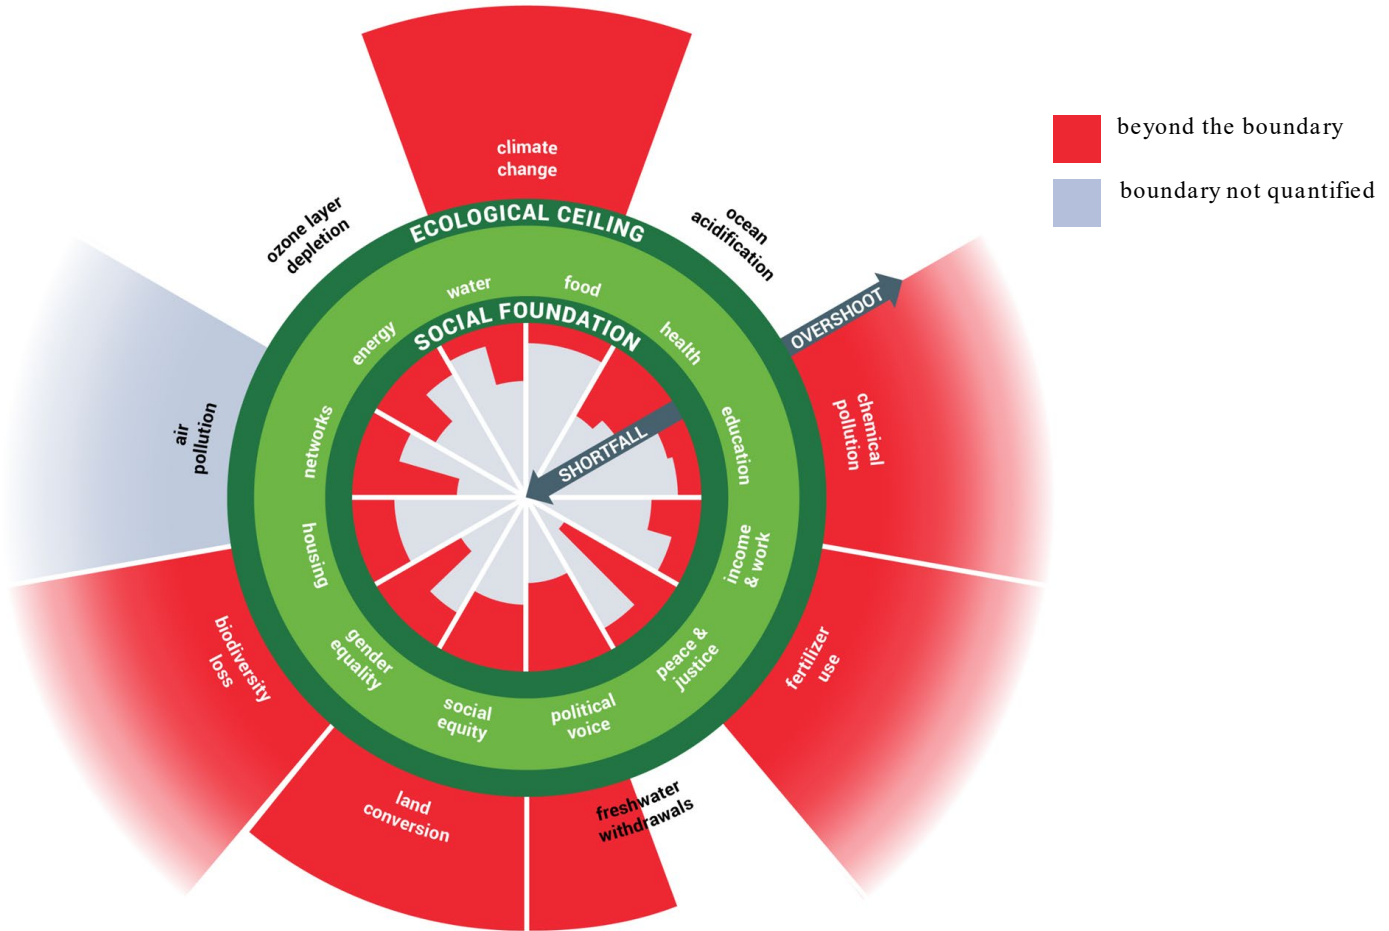 climate
change
beyond the boundary
boundary not quantified
ozone layer
depletion
ECOLOGICAL CEILING
ocean
acidification
water
food
energy
SOCIAL FOUNDATION
health
OVERSHOOT
networks
education
air
pollution
SHORTFALL
chemical
pollution
housing
income
& work
biodiversity
loss
gender
equality
peace &
justice
fertilizer
use
social
equity
political
voice
land
conversion
freshwater
withdrawals